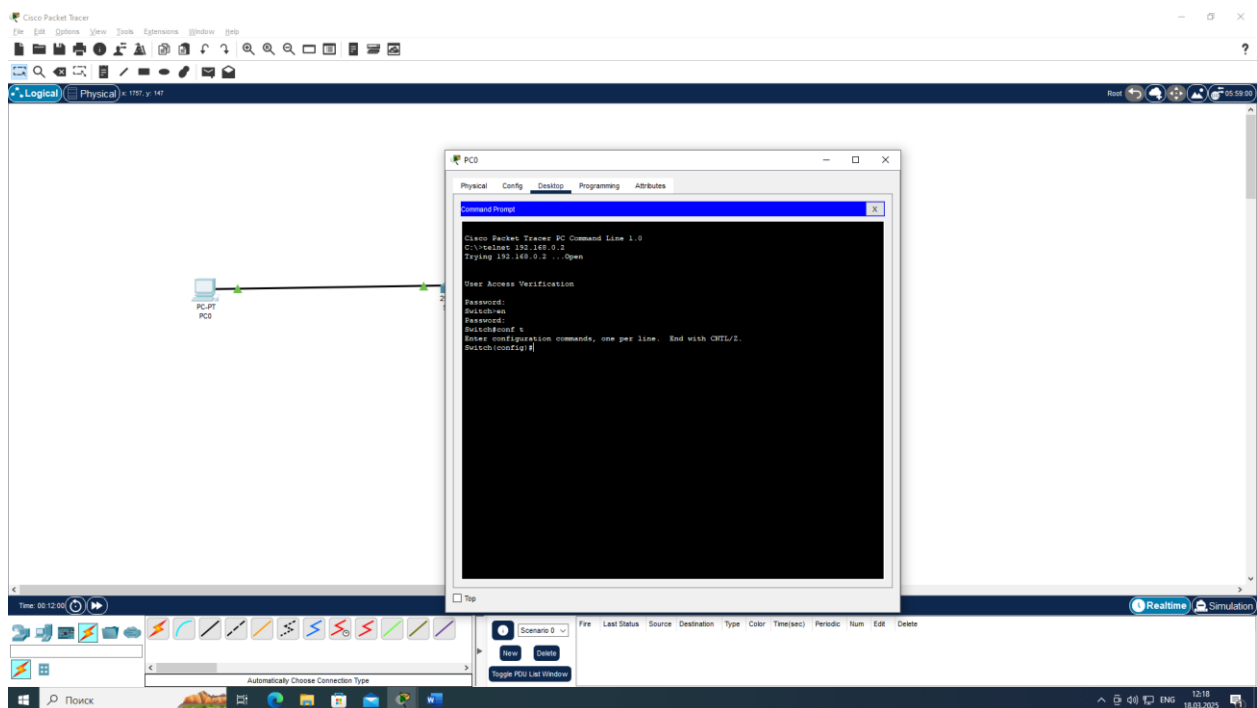 Cisco Packet Tracer
File Edit Options View Tools Extensions Window Help
?
Logical Physical x: 1787, y: 147
Root 05:59:00
PC0
Physical Config Desktop Programming Attributes
Command Prompt X
Cisco Packet Tracer PC Command Line 1.0
C:\>telnet 192.168.0.2
Trying 192.168.0.2 ...Open
User Access Verification
Password:
Switch>en
Password:
Switch#conf t
Enter configuration commands, one per line. End with CNTL/Z.
Switch(config)#
PC-PT
PC0
Top
Time: 00:12:00
Realtime Simulation
Scenario 0
Fire Last Status Source Destination Type Color Time(sec) Periodic Num Edit Delete
New Delete
Toggle PDU List Window
Automatically Choose Connection Type
Поиск
ENG
12:18
18.03.2025